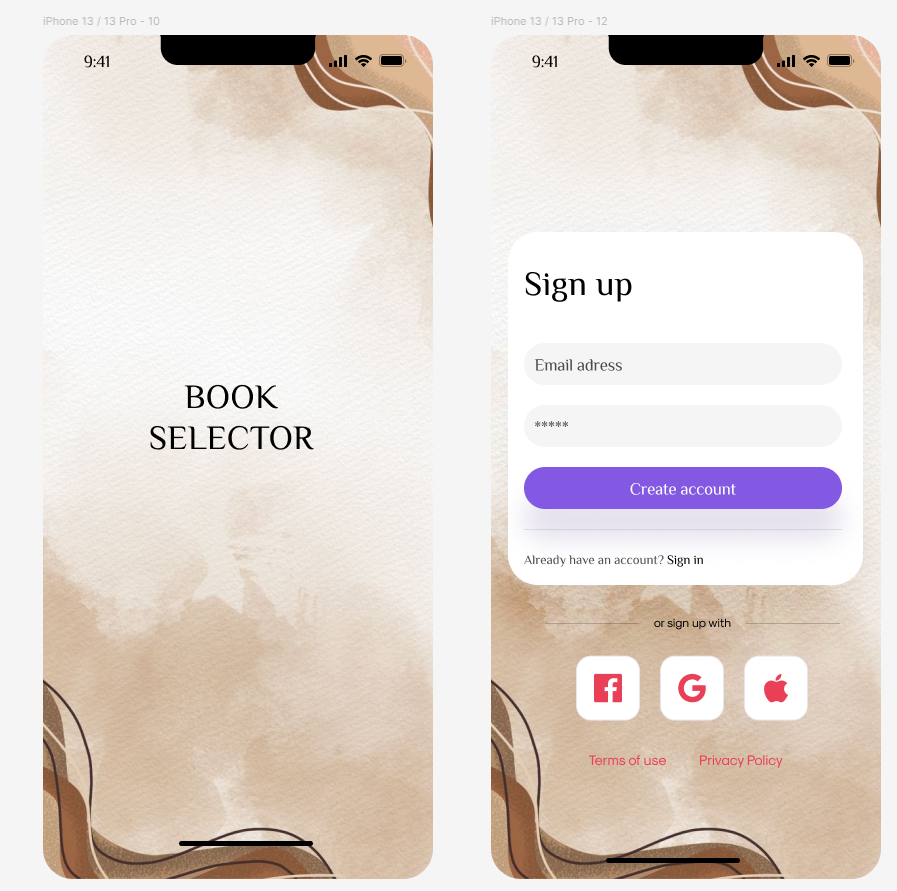 iPhone 13 / 13 Pro - 10
9:41
BOOK
SELECTOR
iPhone 13 / 13 Pro - 12
9:41
Sign up
Email adress
*****
Create account
Already have an account? Sign in
or sign up with
Terms of use
Privacy Policy